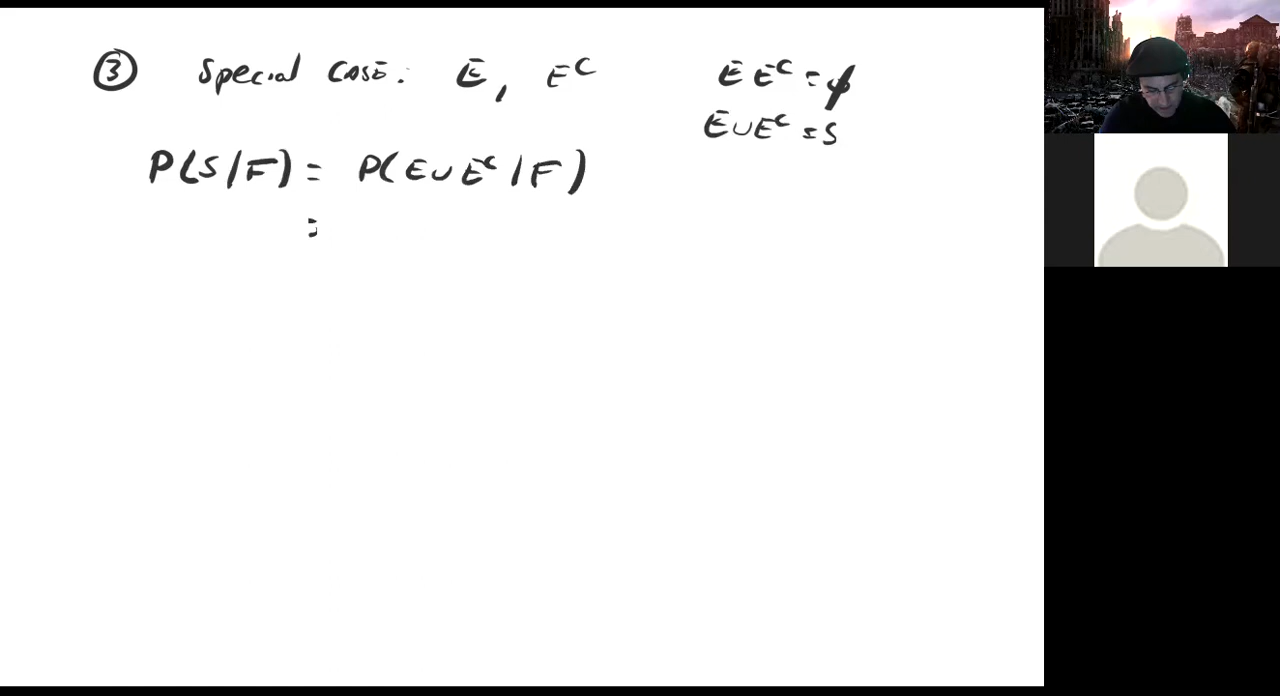 ③ Special CASE: E, E^C E E^C = ϕ
E ∪ E^C = S
P(S/F) = P(E ∪ E^C / F)
=